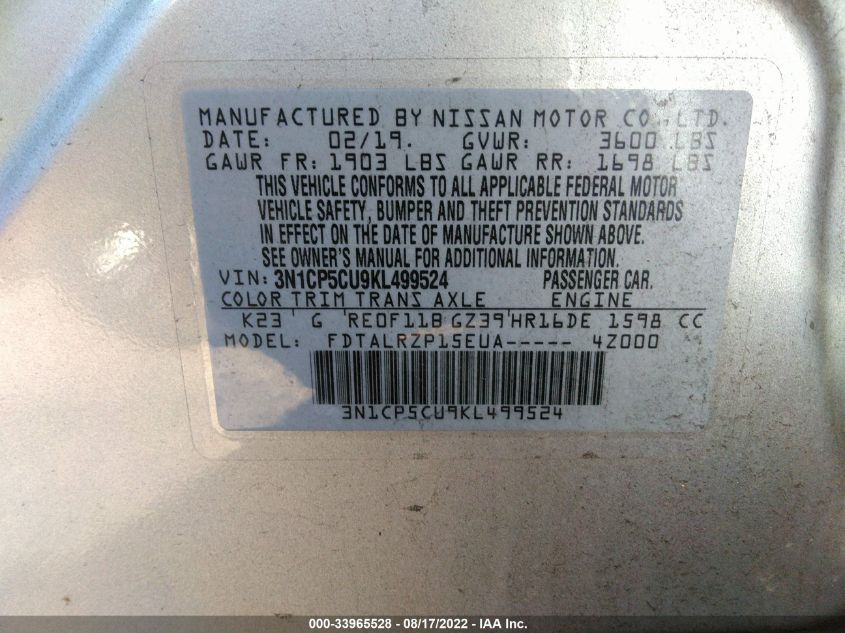 MANUFACTURED BY NISSAN MOTOR CO., LTD.
DATE: 02/19. GVWR: 3600 LBS
GAWR FR: 1903 LBS GAWR RR: 1698 LBS
THIS VEHICLE CONFORMS TO ALL APPLICABLE FEDERAL MOTOR
VEHICLE SAFETY, BUMPER AND THEFT PREVENTION STANDARDS
IN EFFECT ON THE DATE OF MANUFACTURE SHOWN ABOVE.
SEE OWNER'S MANUAL FOR ADDITIONAL INFORMATION.
VIN: 3N1CP5CU9KL499524 PASSENGER CAR.
COLOR TRIM TRANS AXLE ENGINE
K23 G RE0F11B GZ39 HR16DE 1598 CC
MODEL: FDTALRZP15EUA----- 4Z000
3N1CP5CU9KL499524
000-33965528 - 08/17/2022 - IAA Inc.